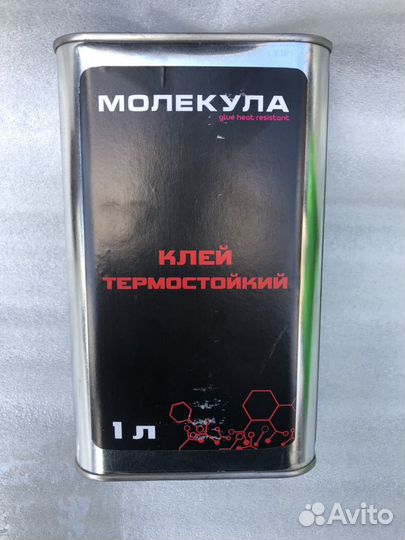 МОЛЕКУЛА
glue heat resistant
КЛЕЙ
ТЕРМОСТОЙКИЙ
1 л
Avito